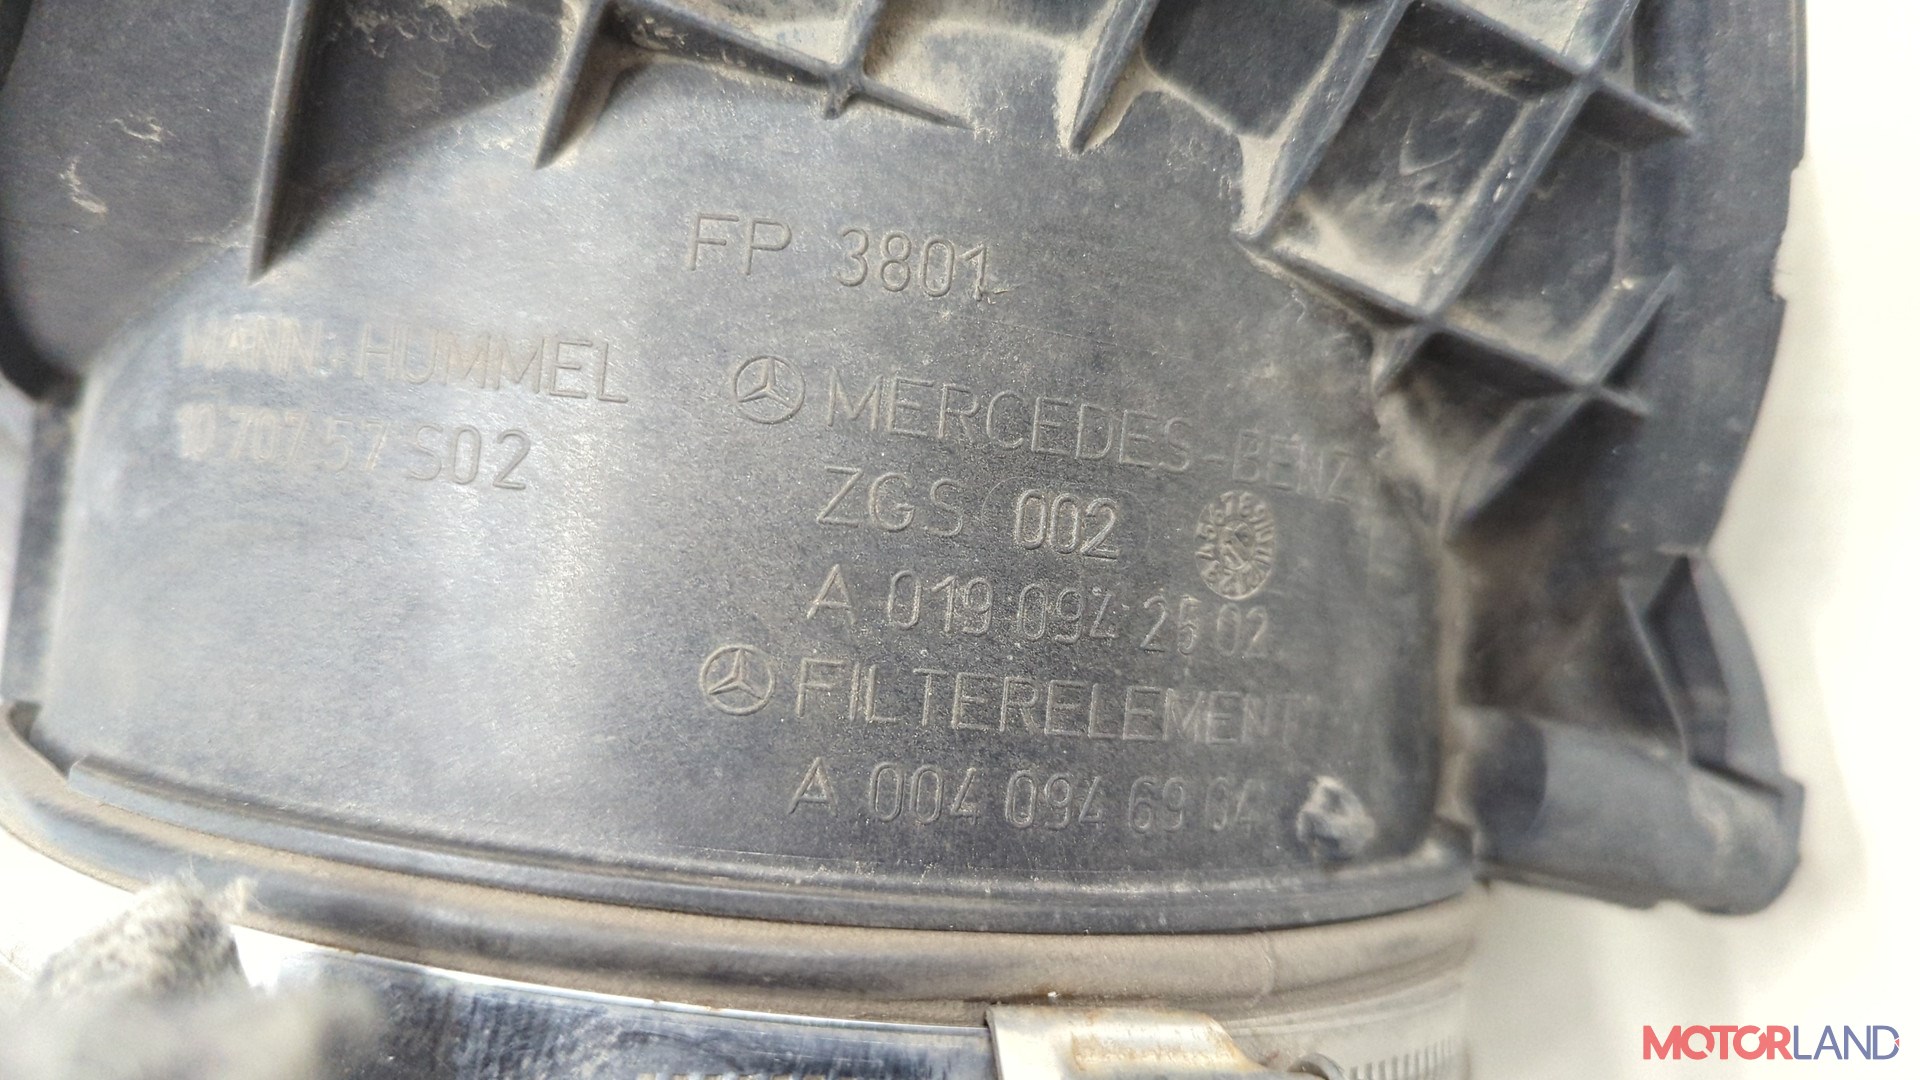 FP 3801
MANN+HUMMEL
10 707 57 S02
MERCEDES-BENZ
ZGS 002
A 019 094 25 02
FILTERELEMENT
A 004 094 69 04
MOTORLAND